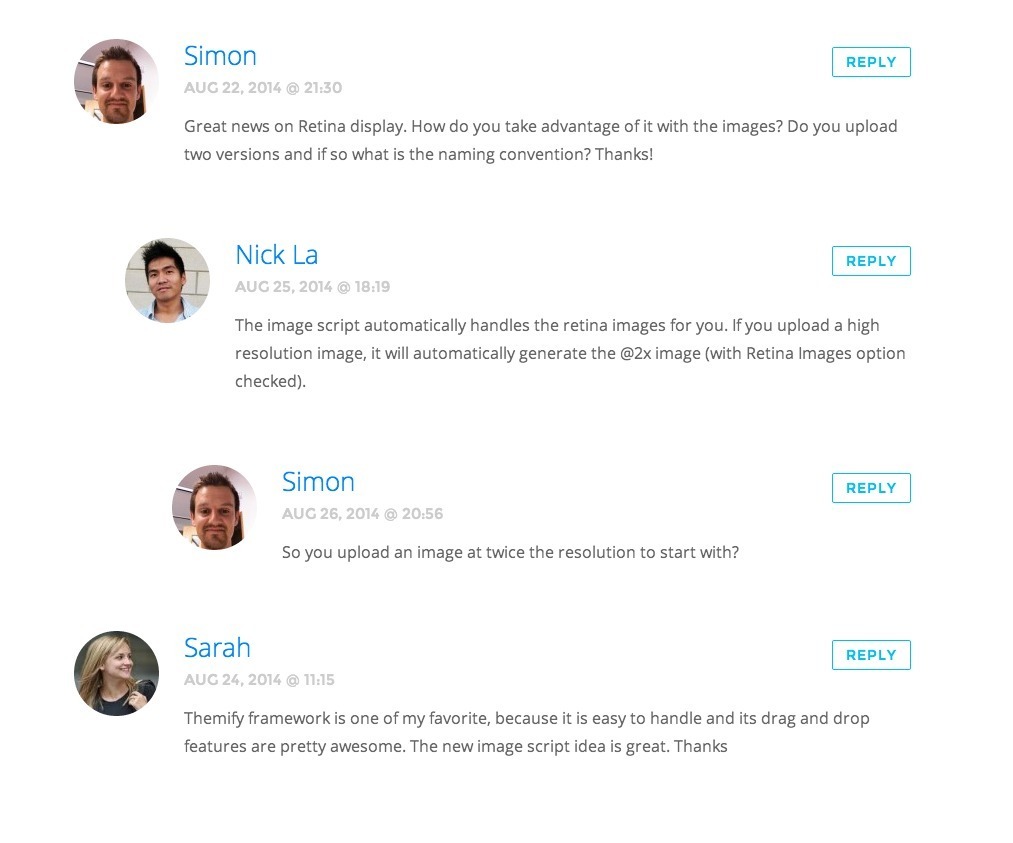 Simon
REPLY
AUG 22, 2014 @ 21:30
Great news on Retina display. How do you take advantage of it with the images? Do you upload
two versions and if so what is the naming convention? Thanks!
Nick La
REPLY
AUG 25, 2014 @ 18:19
The image script automatically handles the retina images for you. If you upload a high
resolution image, it will automatically generate the @2x image (with Retina Images option
checked).
Simon
REPLY
AUG 26, 2014 @ 20:56
So you upload an image at twice the resolution to start with?
Sarah
REPLY
AUG 24, 2014 @ 11:15
Themify framework is one of my favorite, because it is easy to handle and its drag and drop
features are pretty awesome. The new image script idea is great. Thanks